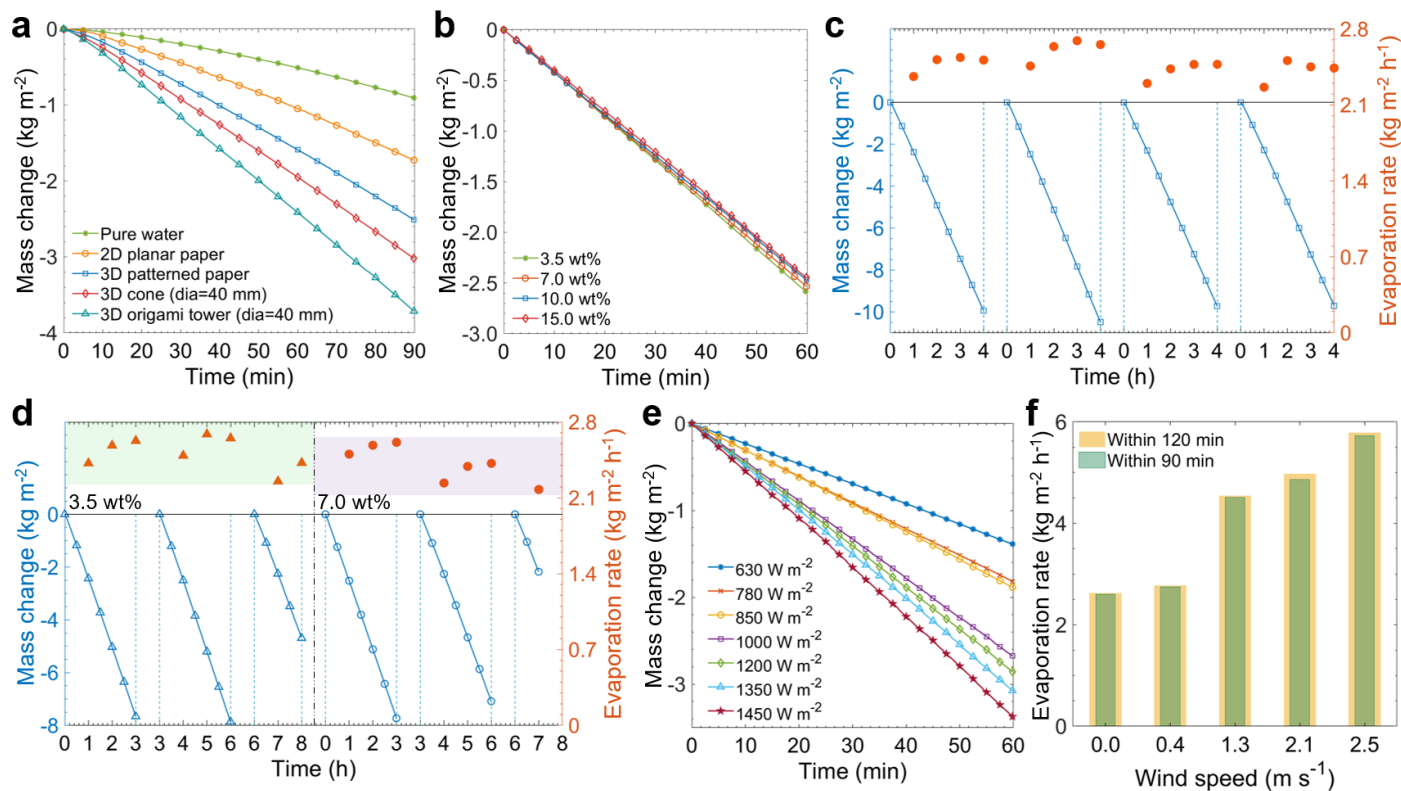 a
Mass change (kg m-2)
0
-1
-2
-3
-4
Pure water
2D planar paper
3D patterned paper
3D cone (dia=40 mm)
3D origami tower (dia=40 mm)
0 10 20 30 40 50 60 70 80 90
Time (min)
b
Mass change (kg m-2)
0.0
-0.5
-1.0
-1.5
-2.0
-2.5
-3.0
3.5 wt%
7.0 wt%
10.0 wt%
15.0 wt%
0 10 20 30 40 50 60
Time (min)
c
Mass change (kg m-2)
0
-2
-4
-6
-8
-10
2.8
2.1
1.4
0.7
0
Evaporation rate (kg m-2 h-1)
0 1 2 3 4 0 1 2 3 4 0 1 2 3 4 0 1 2 3 4
Time (h)
d
Mass change (kg m-2)
0
-2
-4
-6
-8
3.5 wt%
7.0 wt%
2.8
2.1
1.4
0.7
0
Evaporation rate (kg m-2 h-1)
0 1 2 3 3 4 5 6 6 7 8 0 1 2 3 3 4 5 6 6 7 8
Time (h)
e
Mass change (kg m-2)
0
-1
-2
-3
630 W m-2
780 W m-2
850 W m-2
1000 W m-2
1200 W m-2
1350 W m-2
1450 W m-2
0 10 20 30 40 50 60
Time (min)
f
Evaporation rate (kg m-2 h-1)
6
4
2
0
Within 120 min
Within 90 min
0.0 0.4 1.3 2.1 2.5
Wind speed (m s-1)